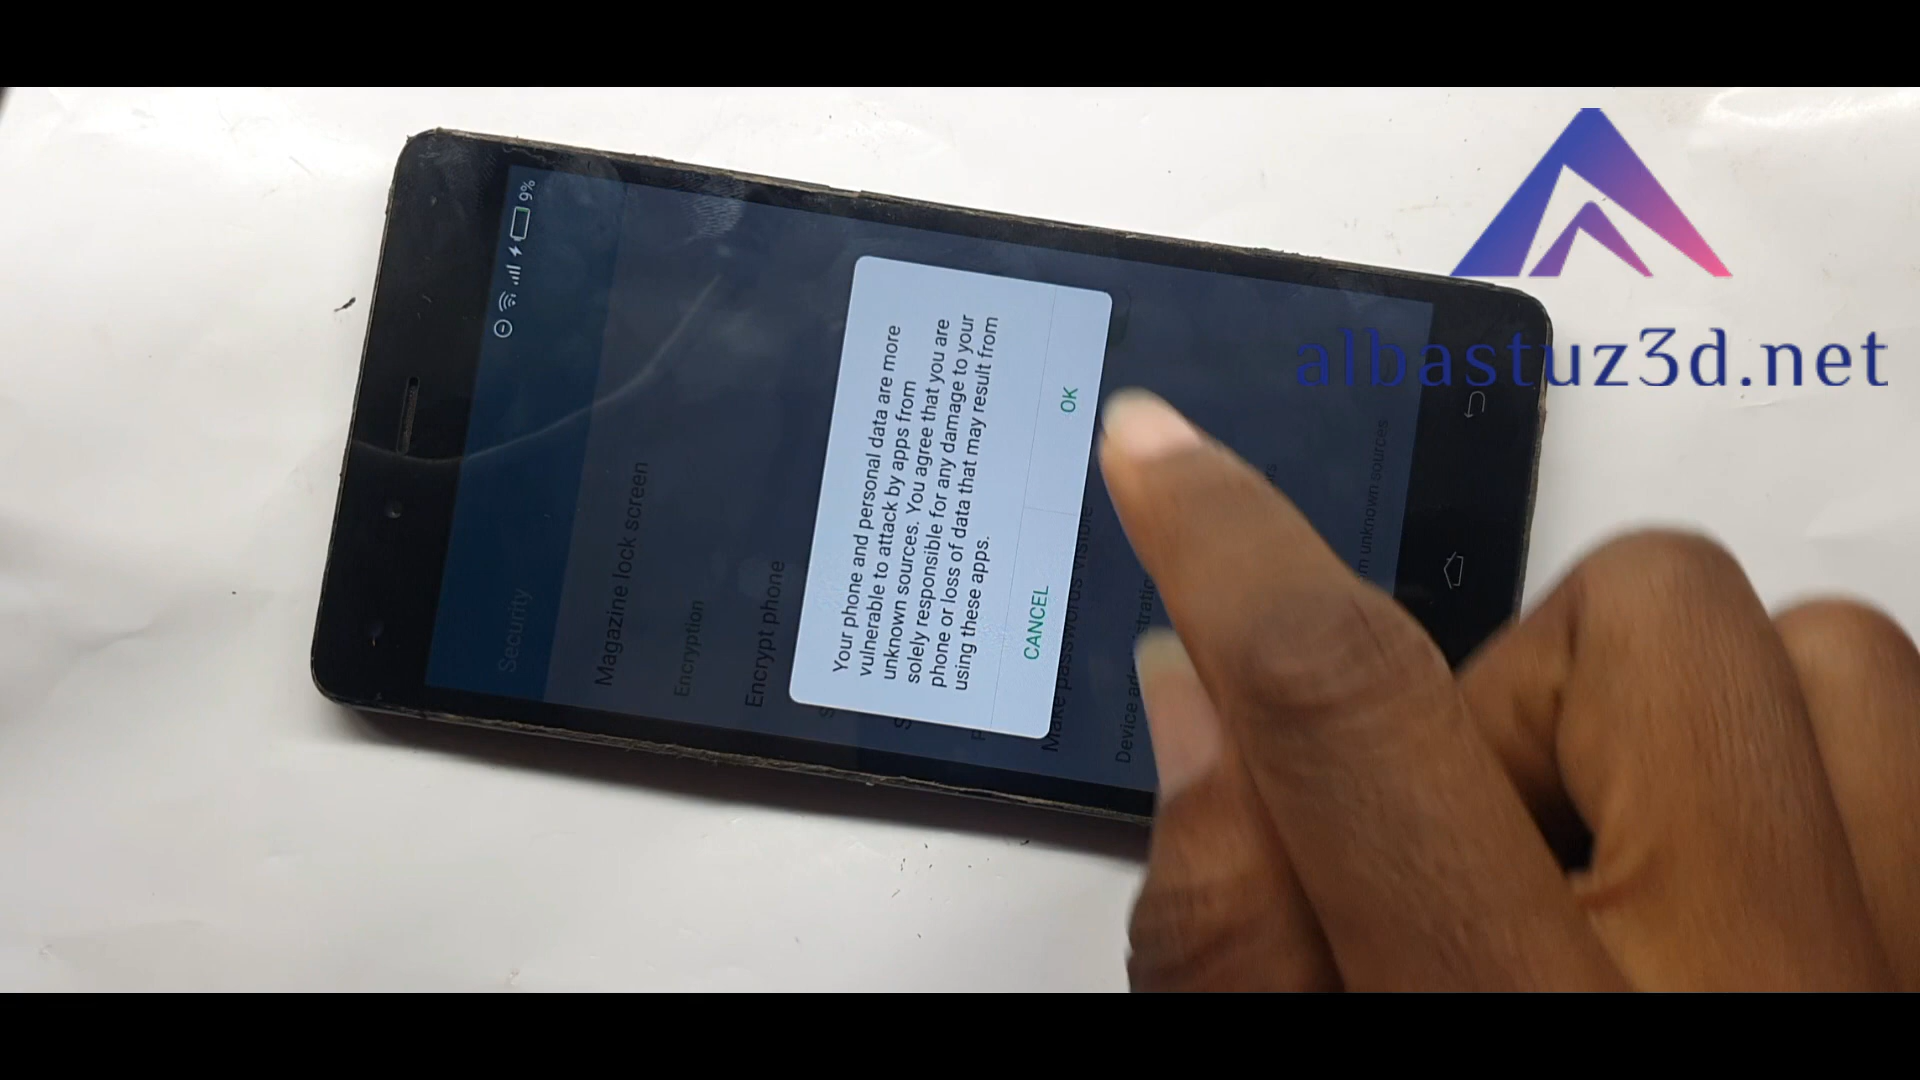 albastuz3d.net
9%
Security
Magazine lock screen
Encryption
Encrypt phone
Your phone and personal data are more
vulnerable to attack by apps from
unknown sources. You agree that you are
solely responsible for any damage to your
phone or loss of data that may result from
using these apps.
CANCEL
OK
Make passwords visible
Device
unknown sources